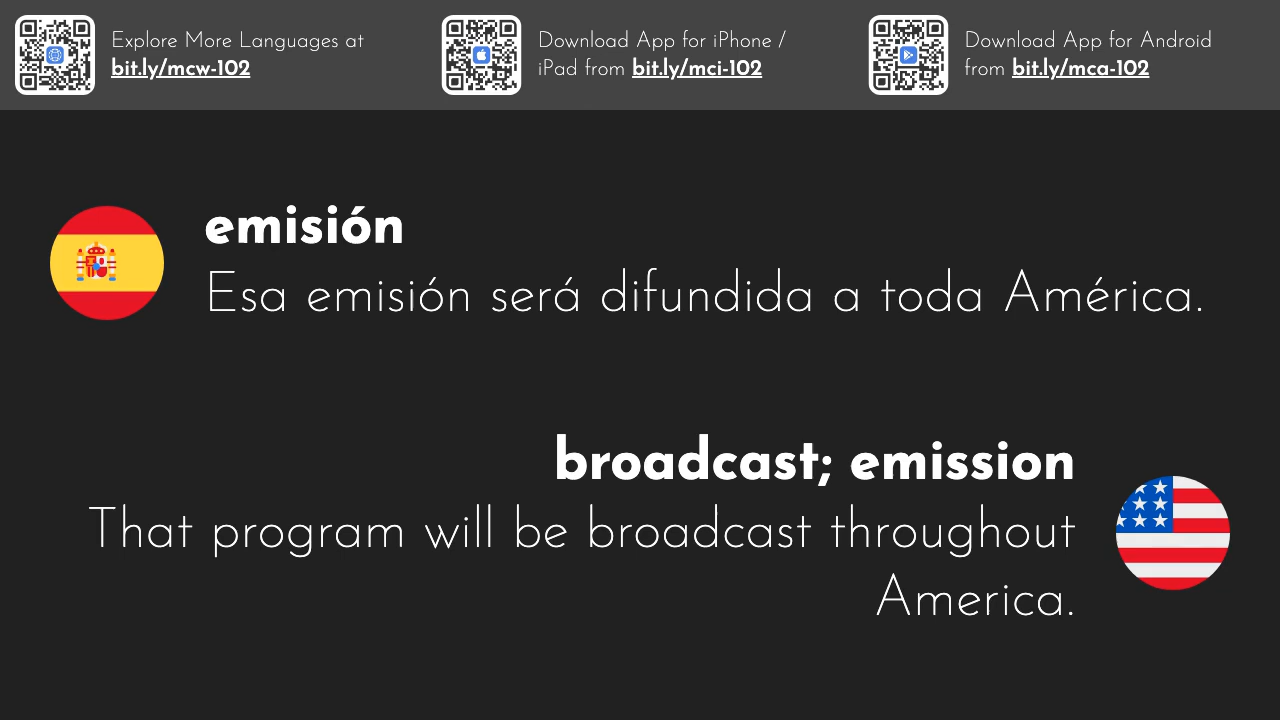 Explore More Languages at
bit.ly/mcw-102
Download App for iPhone /
iPad from bit.ly/mci-102
Download App for Android
from bit.ly/mca-102
emisión
Esa emisión será difundida a toda América.
broadcast; emission
That program will be broadcast throughout
America.